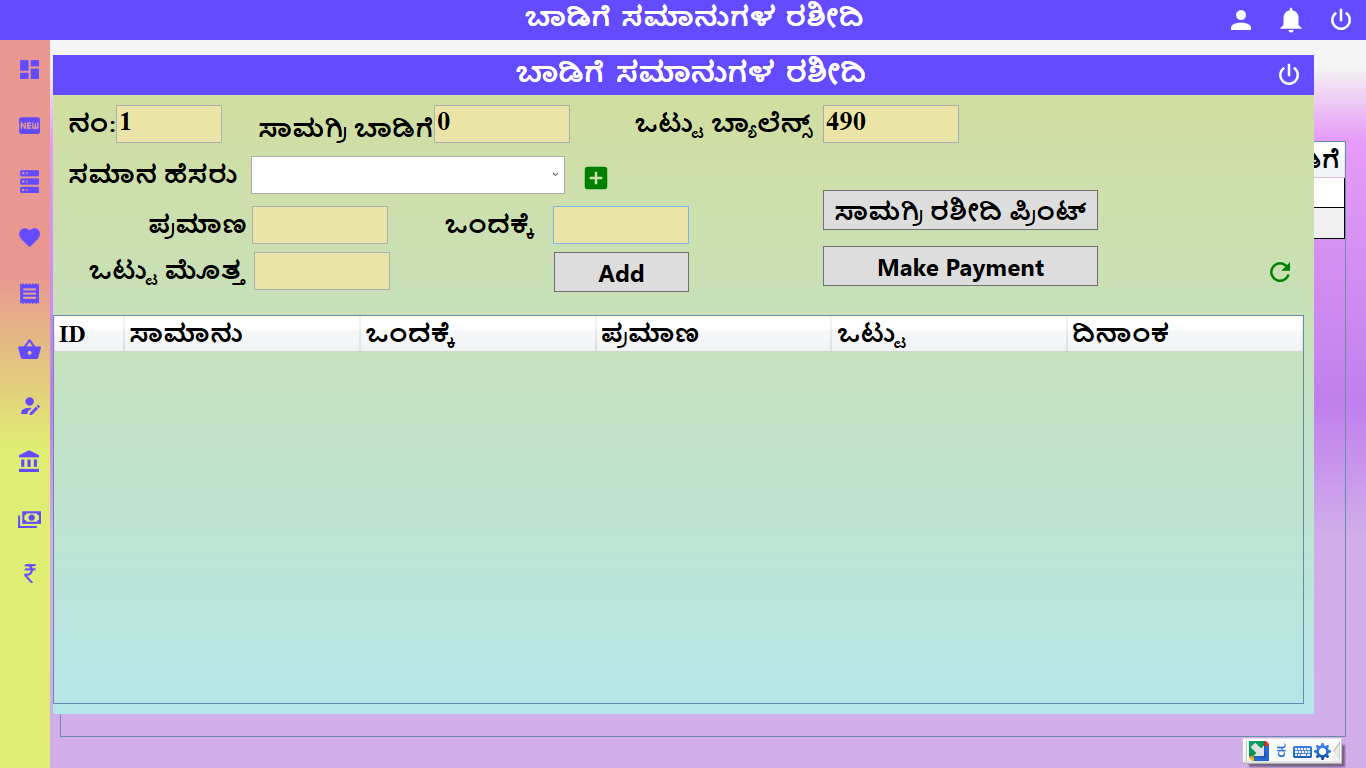 ಬಾಡಿಗೆ ಸಮಾನುಗಳ ರಶೀದಿ
ಬಾಡಿಗೆ ಸಮಾನುಗಳ ರಶೀದಿ
NEW
ನಂ: 1 ಸಾಮಗ್ರಿ ಬಾಡಿಗೆ 0 ಒಟ್ಟು ಬ್ಯಾಲೆನ್ಸ್ 490
ಸಮಾನ ಹೆಸರು
ಪ್ರಮಾಣ ಒಂದಕ್ಕೆ ಸಾಮಗ್ರಿ ರಶೀದಿ ಪ್ರಿಂಟ್
ಒಟ್ಟು ಮೊತ್ತ Add Make Payment
ID ಸಾಮಾನು ಒಂದಕ್ಕೆ ಪ್ರಮಾಣ ಒಟ್ಟು ದಿನಾಂಕ
ಕ